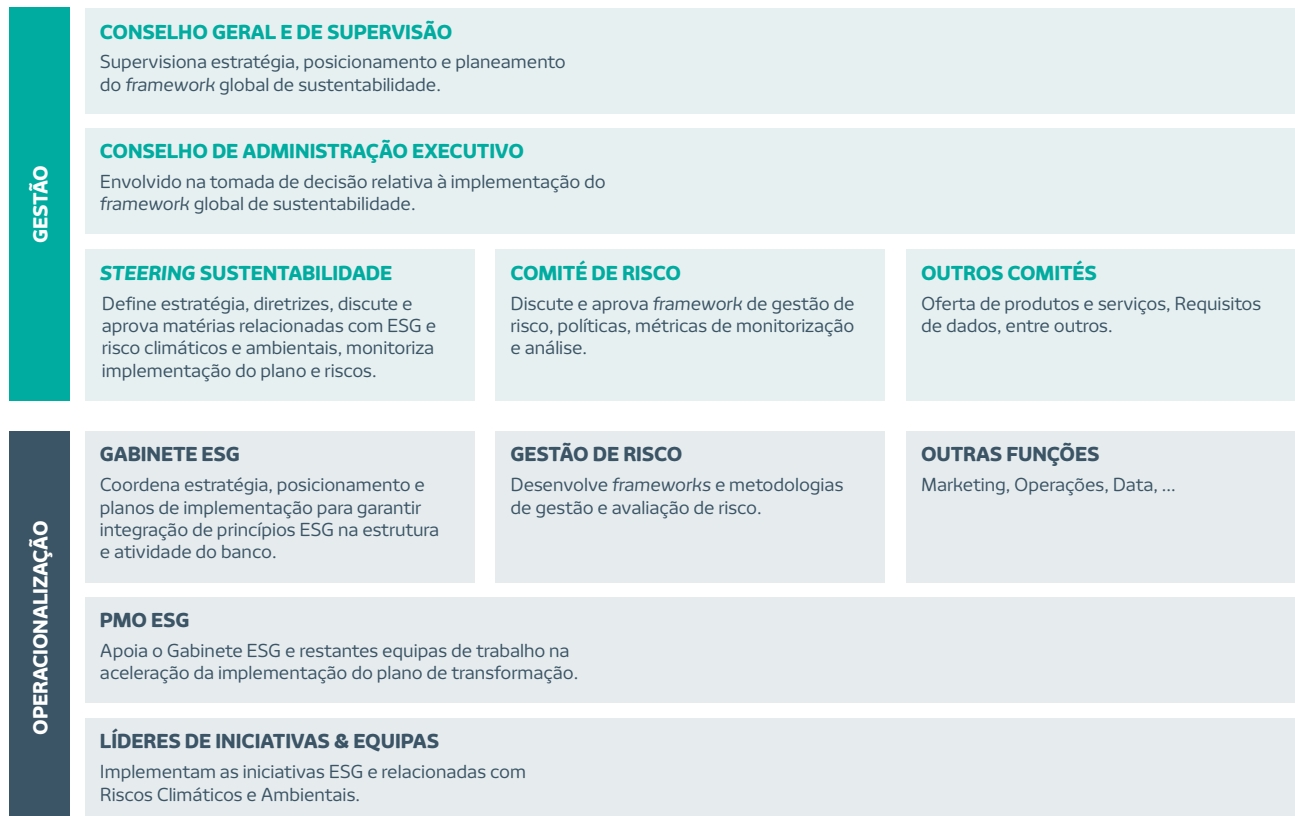 GESTÃO
CONSELHO GERAL E DE SUPERVISÃO
Supervisiona estratégia, posicionamento e planeamento
do framework global de sustentabilidade.
CONSELHO DE ADMINISTRAÇÃO EXECUTIVO
Envolvido na tomada de decisão relativa à implementação do
framework global de sustentabilidade.
STEERING SUSTENTABILIDADE
Define estratégia, diretrizes, discute e
aprova matérias relacionadas com ESG e
risco climáticos e ambientais, monitoriza
implementação do plano e riscos.
COMITÉ DE RISCO
Discute e aprova framework de gestão de
risco, políticas, métricas de monitorização
e análise.
OUTROS COMITÉS
Oferta de produtos e serviços, Requisitos
de dados, entre outros.
OPERACIONALIZAÇÃO
GABINETE ESG
Coordena estratégia, posicionamento e
planos de implementação para garantir
integração de princípios ESG na estrutura
e atividade do banco.
GESTÃO DE RISCO
Desenvolve frameworks e metodologias
de gestão e avaliação de risco.
OUTRAS FUNÇÕES
Marketing, Operações, Data, ...
PMO ESG
Apoia o Gabinete ESG e restantes equipas de trabalho na
aceleração da implementação do plano de transformação.
LÍDERES DE INICIATIVAS & EQUIPAS
Implementam as iniciativas ESG e relacionadas com
Riscos Climáticos e Ambientais.